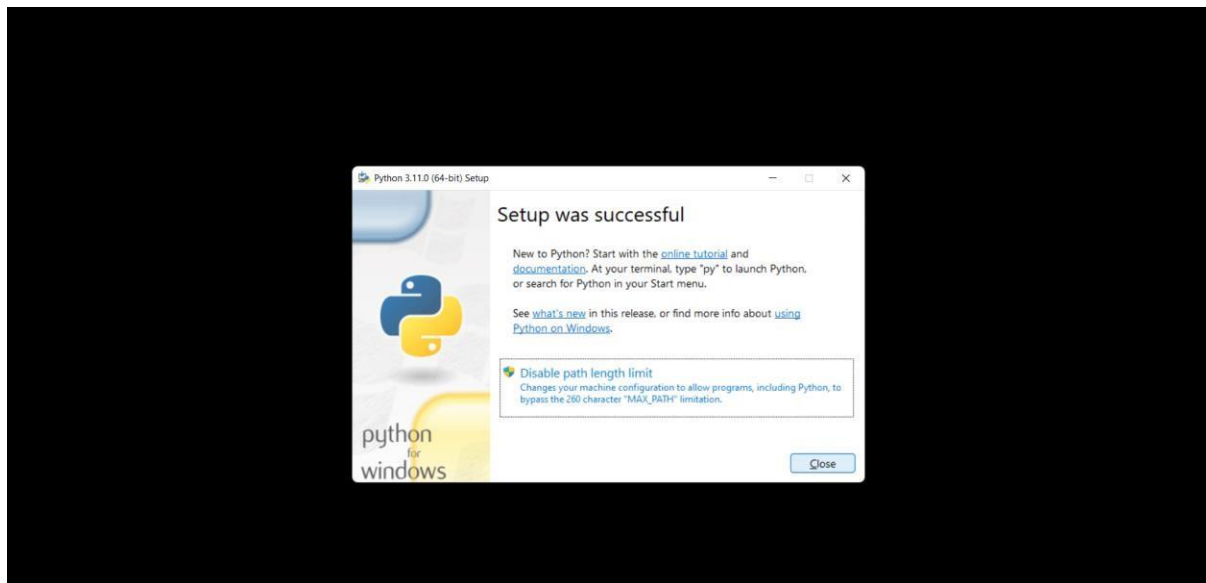 Python 3.11.0 (64-bit) Setup
Setup was successful
New to Python? Start with the online tutorial and
documentation. At your terminal, type "py" to launch Python,
or search for Python in your Start menu.
See what's new in this release, or find more info about using
Python on Windows.
Disable path length limit
Changes your machine configuration to allow programs, including Python, to
bypass the 260 character "MAX_PATH" limitation.
python
for
windows
Close